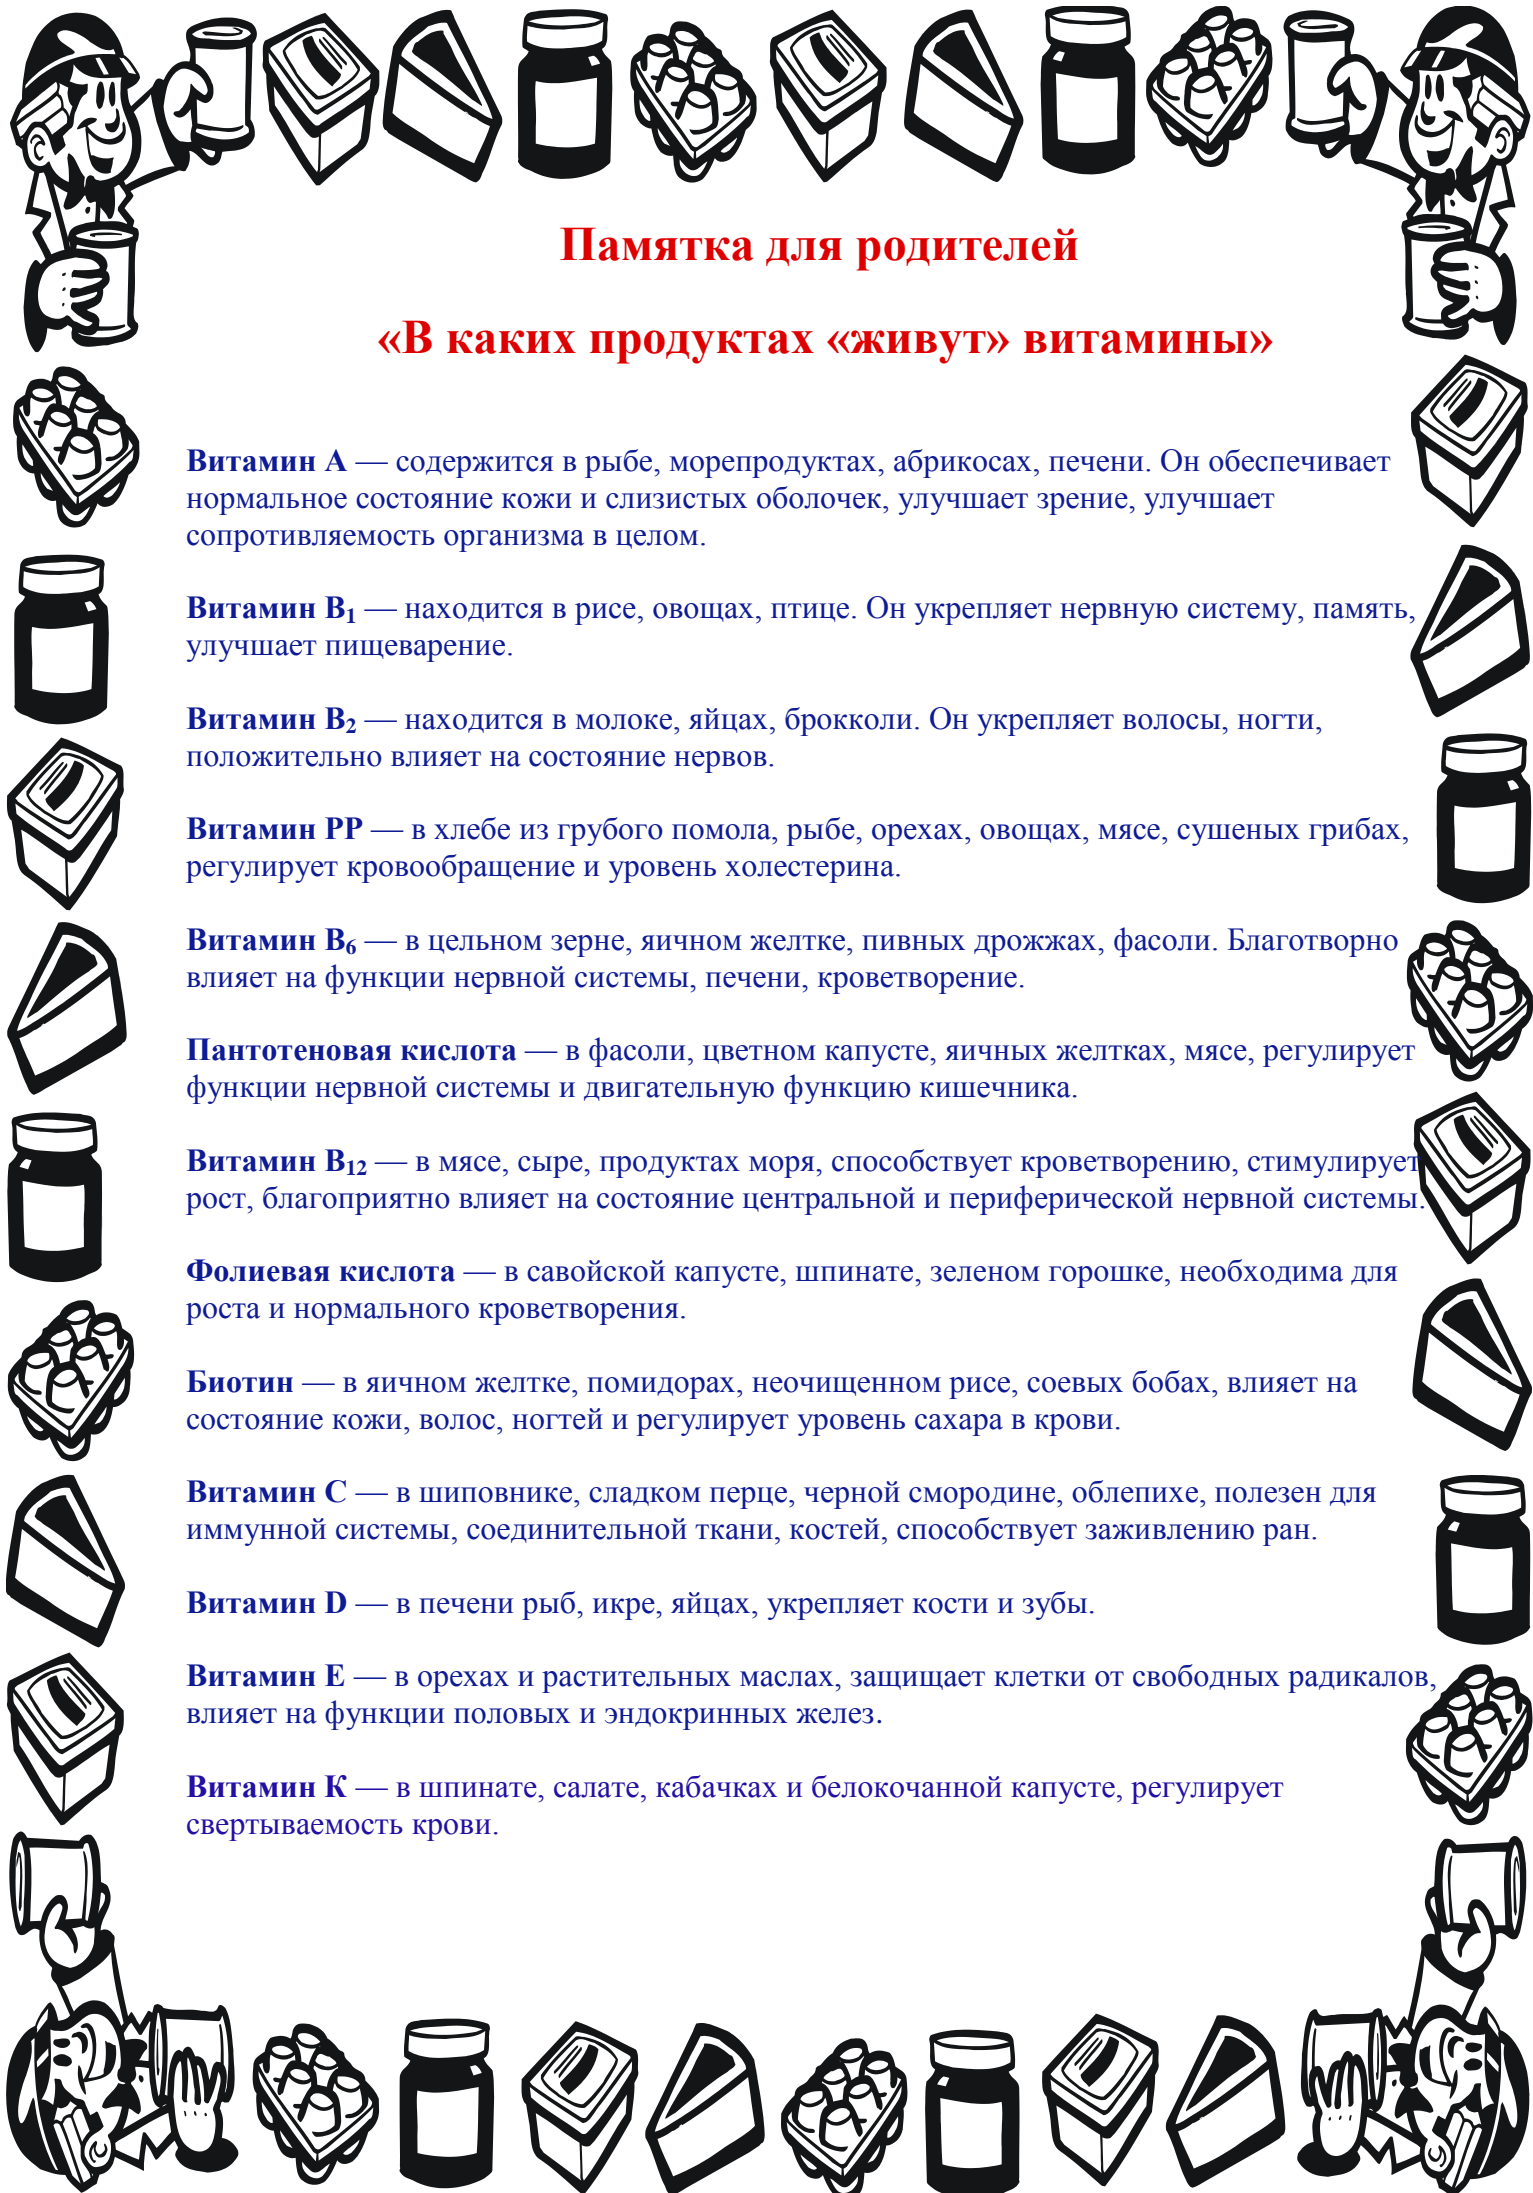 Памятка для родителей
«В каких продуктах «живут» витамины»
Витамин А — содержится в рыбе, морепродуктах, абрикосах, печени. Он обеспечивает
нормальное состояние кожи и слизистых оболочек, улучшает зрение, улучшает
сопротивляемость организма в целом.
Витамин В₁ — находится в рисе, овощах, птице. Он укрепляет нервную систему, память,
улучшает пищеварение.
Витамин В₂ — находится в молоке, яйцах, брокколи. Он укрепляет волосы, ногти,
положительно влияет на состояние нервов.
Витамин РР — в хлебе из грубого помола, рыбе, орехах, овощах, мясе, сушеных грибах,
регулирует кровообращение и уровень холестерина.
Витамин В₆ — в цельном зерне, яичном желтке, пивных дрожжах, фасоли. Благотворно
влияет на функции нервной системы, печени, кроветворение.
Пантотеновая кислота — в фасоли, цветном капусте, яичных желтках, мясе, регулирует
функции нервной системы и двигательную функцию кишечника.
Витамин В₁₂ — в мясе, сыре, продуктах моря, способствует кроветворению, стимулирует
рост, благоприятно влияет на состояние центральной и периферической нервной системы.
Фолиевая кислота — в савойской капусте, шпинате, зеленом горошке, необходима для
роста и нормального кроветворения.
Биотин — в яичном желтке, помидорах, неочищенном рисе, соевых бобах, влияет на
состояние кожи, волос, ногтей и регулирует уровень сахара в крови.
Витамин С — в шиповнике, сладком перце, черной смородине, облепихе, полезен для
иммунной системы, соединительной ткани, костей, способствует заживлению ран.
Витамин D — в печени рыб, икре, яйцах, укрепляет кости и зубы.
Витамин Е — в орехах и растительных маслах, защищает клетки от свободных радикалов,
влияет на функции половых и эндокринных желез.
Витамин К — в шпинате, салате, кабачках и белокочанной капусте, регулирует
свертываемость крови.